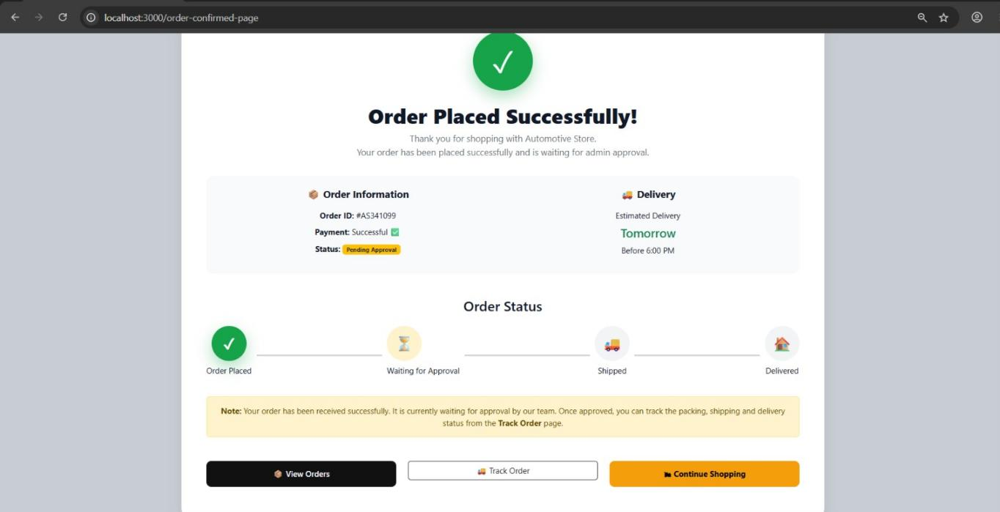 localhost:3000/order-confirmed-page
Order Placed Successfully!
Thank you for shopping with Automotive Store.
Your order has been placed successfully and is waiting for admin approval.
📦 Order Information
Order ID: #AS341099
Payment: Successful ✅
Status: Pending Approval
🚚 Delivery
Estimated Delivery
Tomorrow
Before 6:00 PM
Order Status
Order Placed
Waiting for Approval
Shipped
Delivered
Note: Your order has been received successfully. It is currently waiting for approval by our team. Once approved, you can track the packing, shipping and delivery
status from the Track Order page.
📦 View Orders
🚚 Track Order
Continue Shopping